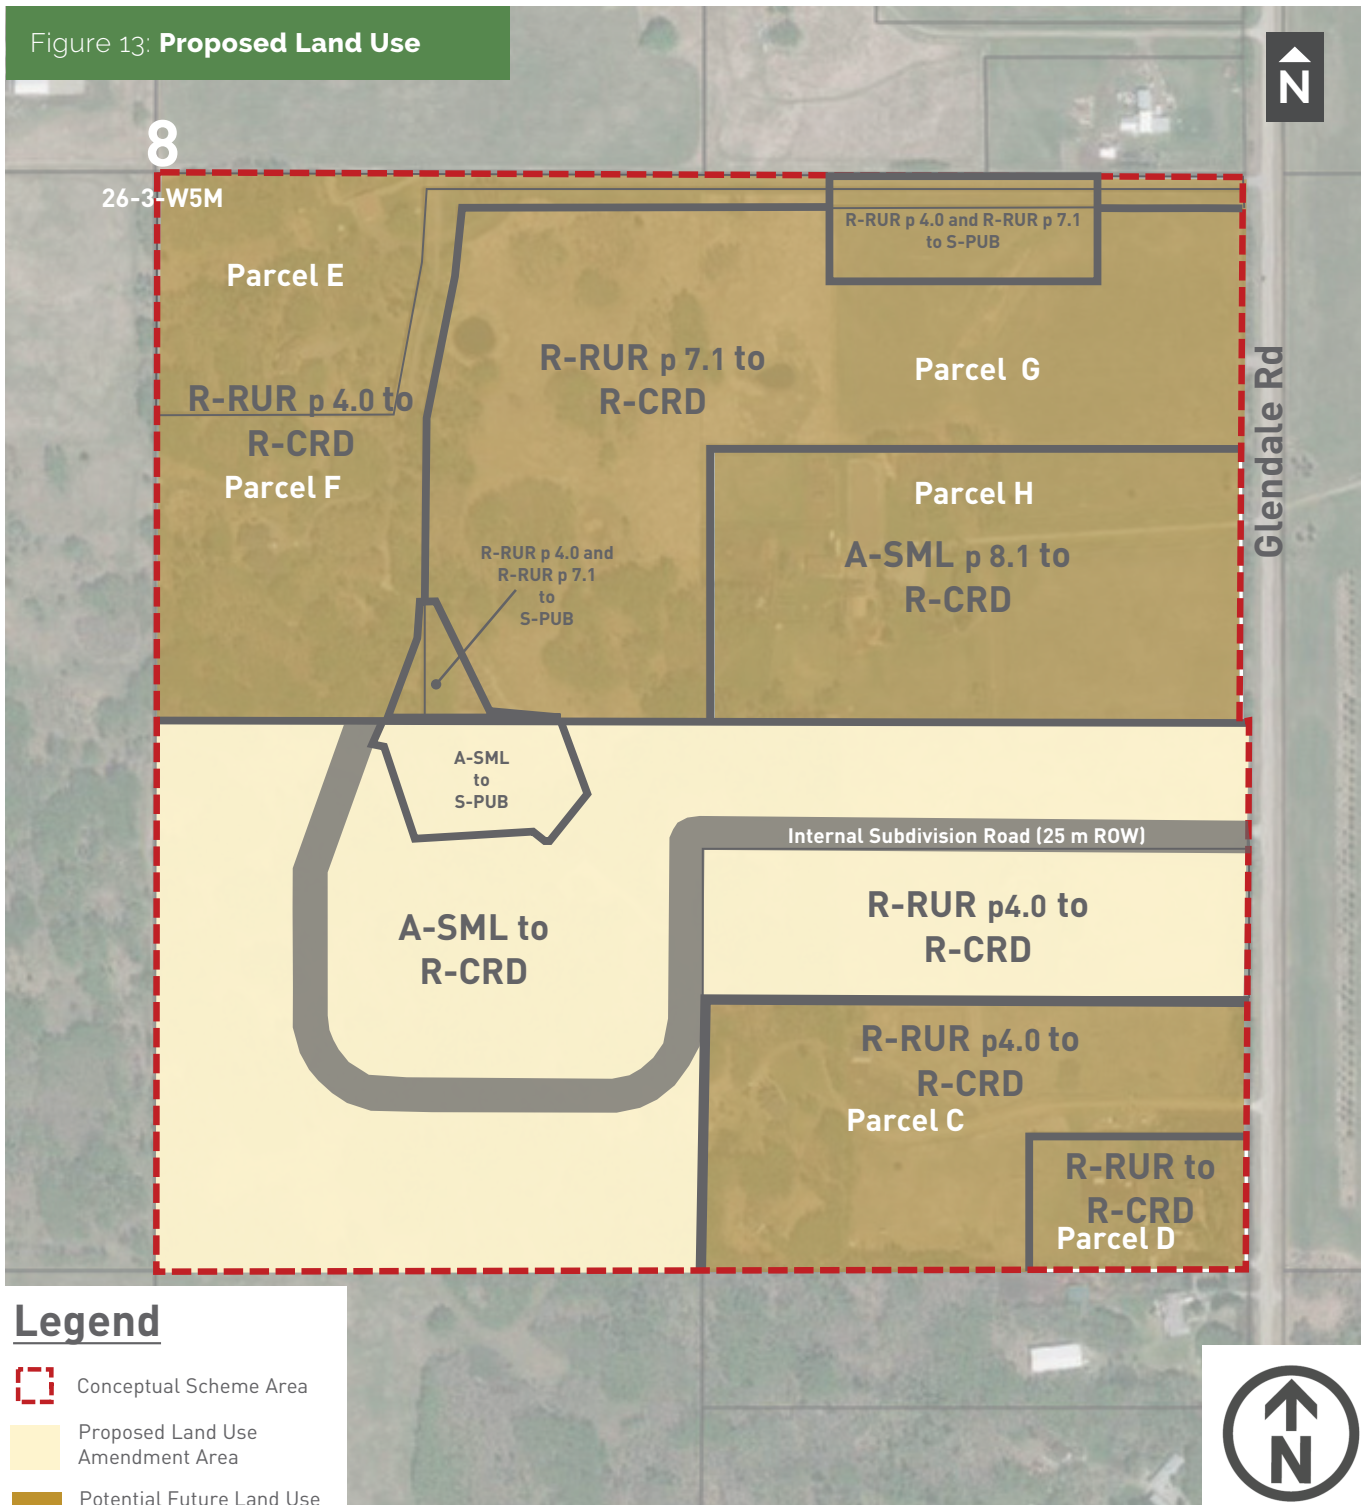 Figure 13: Proposed Land Use
N
8
26-3-W5M
R-RUR p 4.0 and R-RUR p 7.1
to S-PUB
Parcel E
R-RUR p 7.1 to
R-CRD
Parcel G
R-RUR p 4.0 to
R-CRD
Parcel F
Glendale Rd
Parcel H
A-SML p 8.1 to
R-CRD
R-RUR p 4.0 and
R-RUR p 7.1
to
S-PUB
A-SML
to
S-PUB
Internal Subdivision Road (25 m ROW)
R-RUR p4.0 to
R-CRD
A-SML to
R-CRD
R-RUR p4.0 to
R-CRD
Parcel C
R-RUR to
R-CRD
Parcel D
Legend
Conceptual Scheme Area
Proposed Land Use
Amendment Area
Potential Future Land Use
N